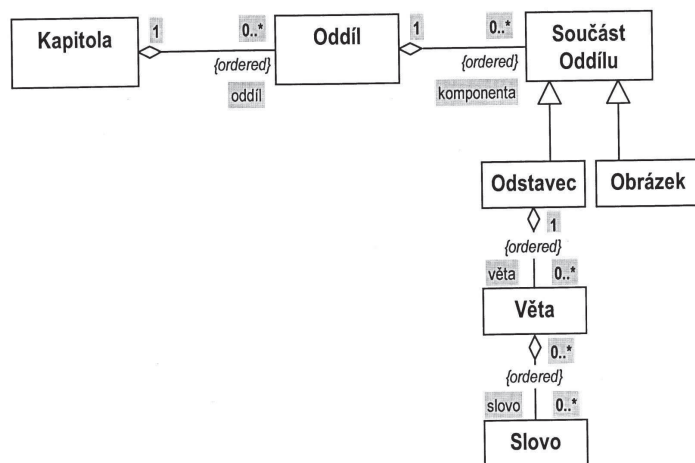 Kapitola
1
0..*
{ordered}
oddíl
Oddíl
1
0..*
{ordered}
komponenta
Součást
Oddílu
Odstavec
Obrázek
1
{ordered}
věta
0..*
Věta
0..*
{ordered}
slovo
0..*
Slovo